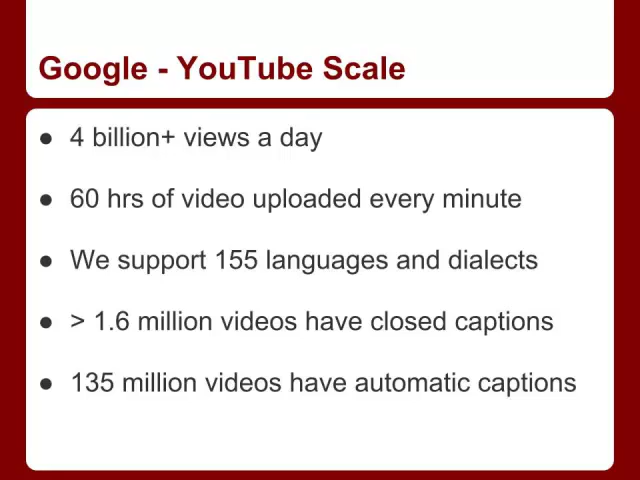 Google - YouTube Scale
● 4 billion+ views a day
● 60 hrs of video uploaded every minute
● We support 155 languages and dialects
● > 1.6 million videos have closed captions
● 135 million videos have automatic captions